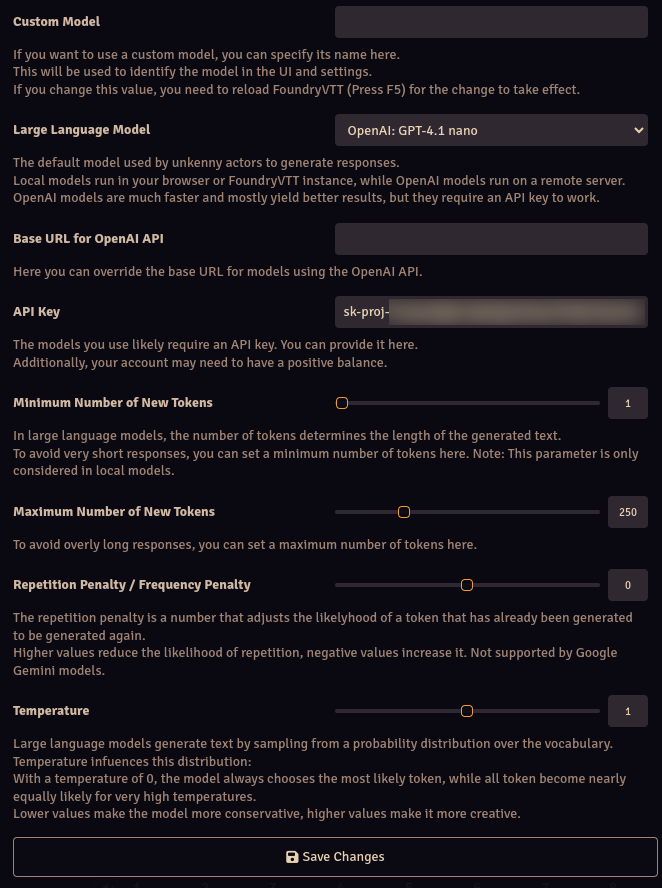 Custom Model
If you want to use a custom model, you can specify its name here.
This will be used to identify the model in the UI and settings.
If you change this value, you need to reload FoundryVTT (Press F5) for the change to take effect.
Large Language Model
OpenAI: GPT-4.1 nano
The default model used by unkenny actors to generate responses.
Local models run in your browser or FoundryVTT instance, while OpenAI models run on a remote server.
OpenAI models are much faster and mostly yield better results, but they require an API key to work.
Base URL for OpenAI API
Here you can override the base URL for models using the OpenAI API.
API Key
sk-proj-
The models you use likely require an API key. You can provide it here.
Additionally, your account may need to have a positive balance.
Minimum Number of New Tokens
1
In large language models, the number of tokens determines the length of the generated text.
To avoid very short responses, you can set a minimum number of tokens here. Note: This parameter is only
considered in local models.
Maximum Number of New Tokens
250
To avoid overly long responses, you can set a maximum number of tokens here.
Repetition Penalty / Frequency Penalty
0
The repetition penalty is a number that adjusts the likelyhood of a token that has already been generated
to be generated again.
Higher values reduce the likelihood of repetition, negative values increase it. Not supported by Google
Gemini models.
Temperature
1
Large language models generate text by sampling from a probability distribution over the vocabulary.
Temperature infuences this distribution:
With a temperature of 0, the model always chooses the most likely token, while all token become nearly
equally likely for very high temperatures.
Lower values make the model more conservative, higher values make it more creative.
Save Changes